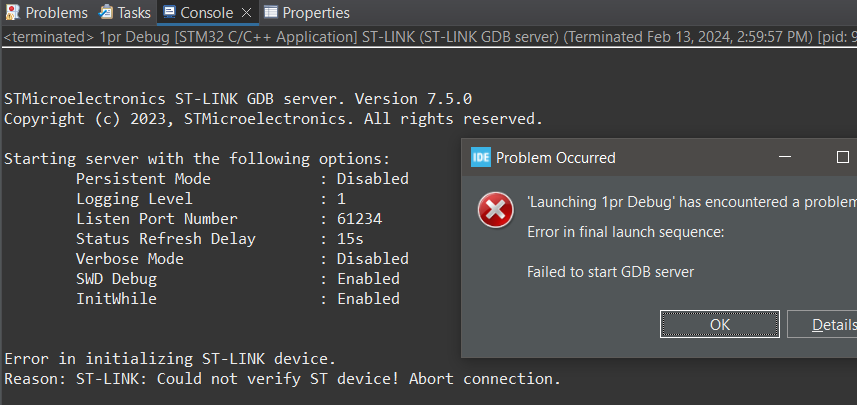 Problems Tasks Console Properties
<terminated> 1pr Debug [STM32 C/C++ Application] ST-LINK (ST-LINK GDB server) (Terminated Feb 13, 2024, 2:59:57 PM) [pid: 9
STMicroelectronics ST-LINK GDB server. Version 7.5.0
Copyright (c) 2023, STMicroelectronics. All rights reserved.
Starting server with the following options:
Persistent Mode : Disabled
Logging Level : 1
Listen Port Number : 61234
Status Refresh Delay : 15s
Verbose Mode : Disabled
SWD Debug : Enabled
InitWhile : Enabled
Error in initializing ST-LINK device.
Reason: ST-LINK: Could not verify ST device! Abort connection.
IDE Problem Occurred
'Launching 1pr Debug' has encountered a problem
Error in final launch sequence:
Failed to start GDB server
OK Details